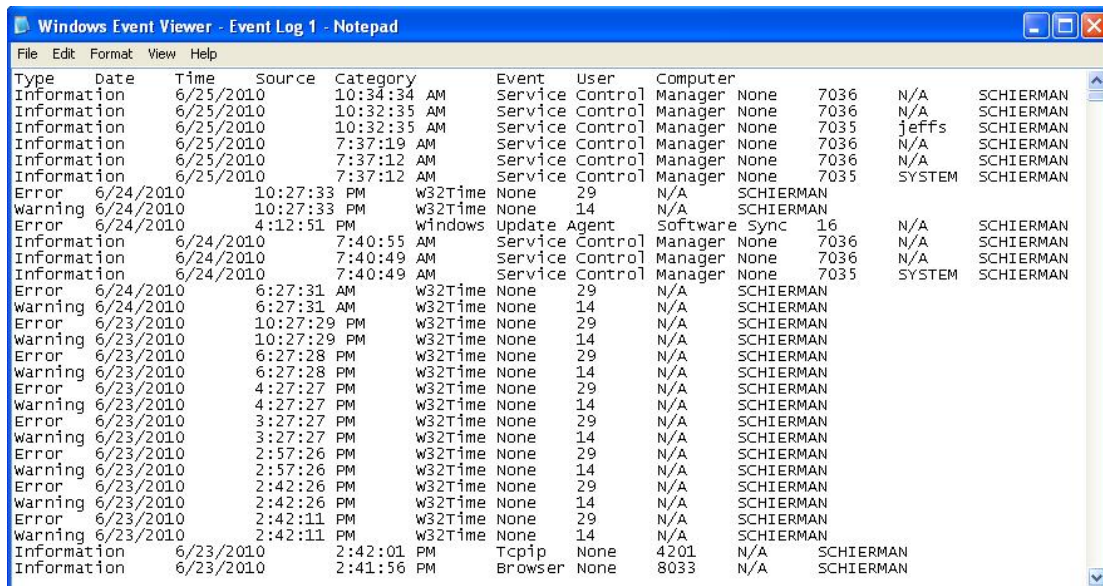 Windows Event Viewer - Event Log 1 - Notepad
File Edit Format View Help
Type Date Time Source Category Event User Computer
Information 6/25/2010 10:34:34 AM Service Control Manager None 7036 N/A SCHIERMAN
Information 6/25/2010 10:32:35 AM Service Control Manager None 7036 N/A SCHIERMAN
Information 6/25/2010 10:32:35 AM Service Control Manager None 7035 jeffs SCHIERMAN
Information 6/25/2010 7:37:19 AM Service Control Manager None 7036 N/A SCHIERMAN
Information 6/25/2010 7:37:12 AM Service Control Manager None 7036 N/A SCHIERMAN
Information 6/25/2010 7:37:12 AM Service Control Manager None 7035 SYSTEM SCHIERMAN
Error 6/24/2010 10:27:33 PM W32Time None 29 N/A SCHIERMAN
Warning 6/24/2010 10:27:33 PM W32Time None 14 N/A SCHIERMAN
Error 6/24/2010 4:12:51 PM Windows Update Agent Software Sync 16 N/A SCHIERMAN
Information 6/24/2010 7:40:55 AM Service Control Manager None 7036 N/A SCHIERMAN
Information 6/24/2010 7:40:49 AM Service Control Manager None 7036 N/A SCHIERMAN
Information 6/24/2010 7:40:49 AM Service Control Manager None 7035 SYSTEM SCHIERMAN
Error 6/24/2010 6:27:31 AM W32Time None 29 N/A SCHIERMAN
Warning 6/24/2010 6:27:31 AM W32Time None 14 N/A SCHIERMAN
Error 6/23/2010 10:27:29 PM W32Time None 29 N/A SCHIERMAN
Warning 6/23/2010 10:27:29 PM W32Time None 14 N/A SCHIERMAN
Error 6/23/2010 6:27:28 PM W32Time None 29 N/A SCHIERMAN
Warning 6/23/2010 6:27:28 PM W32Time None 14 N/A SCHIERMAN
Error 6/23/2010 4:27:27 PM W32Time None 29 N/A SCHIERMAN
Warning 6/23/2010 4:27:27 PM W32Time None 14 N/A SCHIERMAN
Error 6/23/2010 3:27:27 PM W32Time None 29 N/A SCHIERMAN
Warning 6/23/2010 3:27:27 PM W32Time None 14 N/A SCHIERMAN
Error 6/23/2010 2:57:26 PM W32Time None 29 N/A SCHIERMAN
Warning 6/23/2010 2:57:26 PM W32Time None 14 N/A SCHIERMAN
Error 6/23/2010 2:42:26 PM W32Time None 29 N/A SCHIERMAN
Warning 6/23/2010 2:42:26 PM W32Time None 14 N/A SCHIERMAN
Error 6/23/2010 2:42:11 PM W32Time None 29 N/A SCHIERMAN
Warning 6/23/2010 2:42:11 PM W32Time None 14 N/A SCHIERMAN
Information 6/23/2010 2:42:01 PM Tcpip None 4201 N/A SCHIERMAN
Information 6/23/2010 2:41:56 PM Browser None 8033 N/A SCHIERMAN